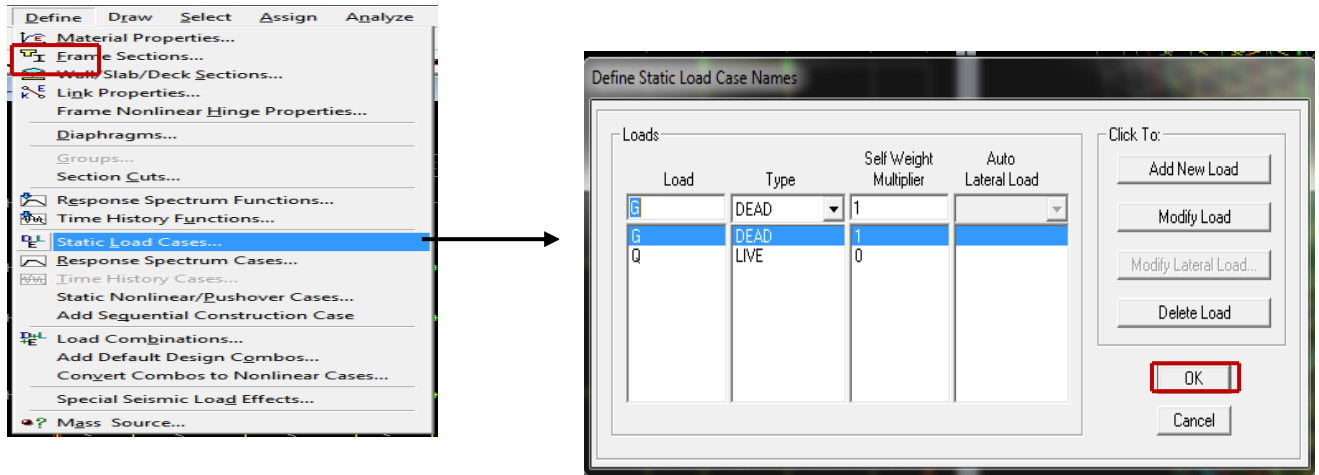 Define Draw Select Assign Analyze
Material Properties...
Frame Sections...
Wall/Slab/Deck Sections...
Link Properties...
Frame Nonlinear Hinge Properties...
Diaphragms...
Groups...
Section Cuts...
Response Spectrum Functions...
Time History Functions...
Static Load Cases...
Response Spectrum Cases...
Time History Cases...
Static Nonlinear/Pushover Cases...
Add Sequential Construction Case
Load Combinations...
Add Default Design Combos...
Convert Combos to Nonlinear Cases...
Special Seismic Load Effects...
Mass Source...
Define Static Load Case Names
Loads
Load Type Self Weight Multiplier Auto Lateral Load
G DEAD 1
G DEAD 1
Q LIVE 0
Click To:
Add New Load
Modify Load
Modify Lateral Load...
Delete Load
OK
Cancel